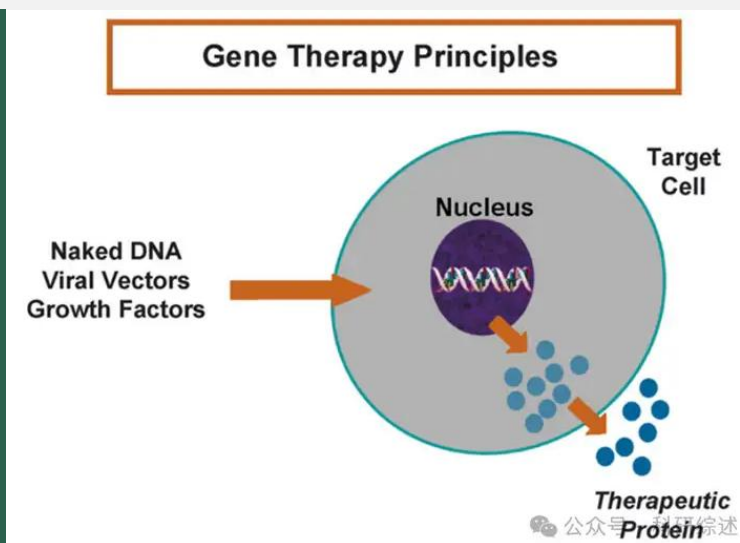 Gene Therapy Principles
Target
Cell
Nucleus
Naked DNA
Viral Vectors
Growth Factors
Therapeutic
Protein
公众号 科研综述